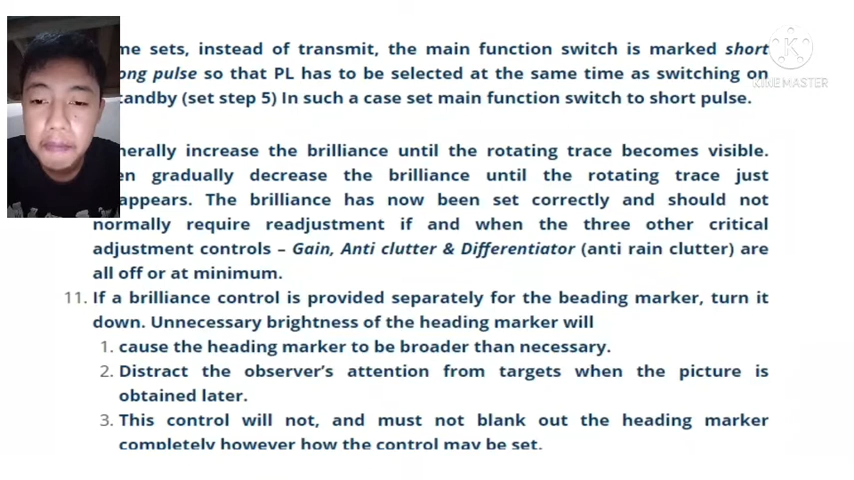 me sets, instead of transmit, the main function switch is marked short
ong pulse so that PL has to be selected at the same time as switching on
tandby (set step 5) In such a case set main function switch to short pulse.
KINEMASTER
nerally increase the brilliance until the rotating trace becomes visible.
en gradually decrease the brilliance until the rotating trace just
appears. The brilliance has now been set correctly and should not
normally require readjustment if and when the three other critical
adjustment controls – Gain, Anti clutter & Differentiator (anti rain clutter) are
all off or at minimum.
11. If a brilliance control is provided separately for the beading marker, turn it
down. Unnecessary brightness of the heading marker will
1. cause the heading marker to be broader than necessary.
2. Distract the observer's attention from targets when the picture is
obtained later.
3. This control will not, and must not blank out the heading marker
completely however how the control may be set.